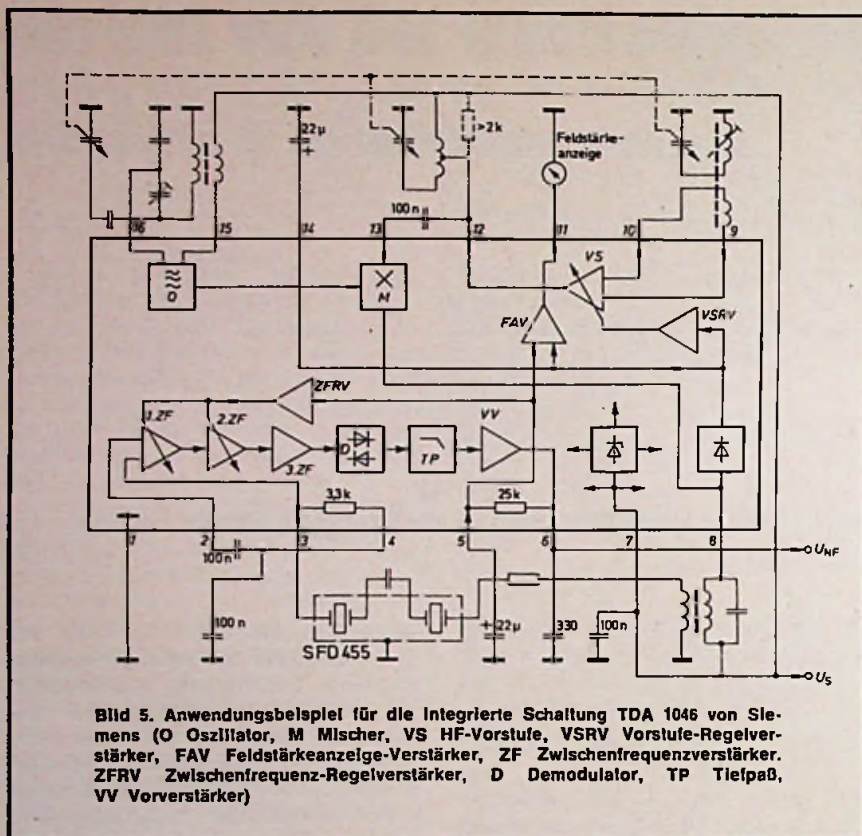 22µ
+
>2k
Feldstärke-
anzeige
100n
16
15
14
13
12
11
10
9
O
M
VS
FAV
VSRV
ZFRV
1.ZF
2.ZF
3.ZF
D
TP
VV
3,3k
25k
1
2
3
4
5
6
7
8
100n
100n
SFD 455
+
22µ
330
100n
UNF
US
Bild 5. Anwendungsbeispiel für die integrierte Schaltung TDA 1046 von Sie-
mens (O Oszillator, M Mischer, VS HF-Vorstufe, VSRV Vorstufe-Regelver-
stärker, FAV Feldstärkeanzeige-Verstärker, ZF Zwischenfrequenzverstärker.
ZFRV Zwischenfrequenz-Regelverstärker, D Demodulator, TP Tiefpaß,
VV Vorverstärker)